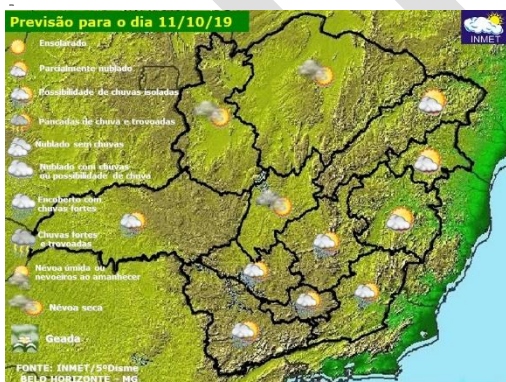 Previsão para o dia 11/10/19
INMET
Ensolarado
Parcialmente nublado
Possibilidade de chuvas isoladas
Pancadas de chuva e trovoadas
Nublado sem chuvas
Nublado com chuvas
ou possibilidade de chuva
Encoberto com
chuvas fortes
Chuvas fortes
e trovoadas
Névoa úmida ou
nevoeiros ao amanhecer
Névoa seca
Geada
FONTE: INMET/5ºDisme
BELO HORIZONTE - MG